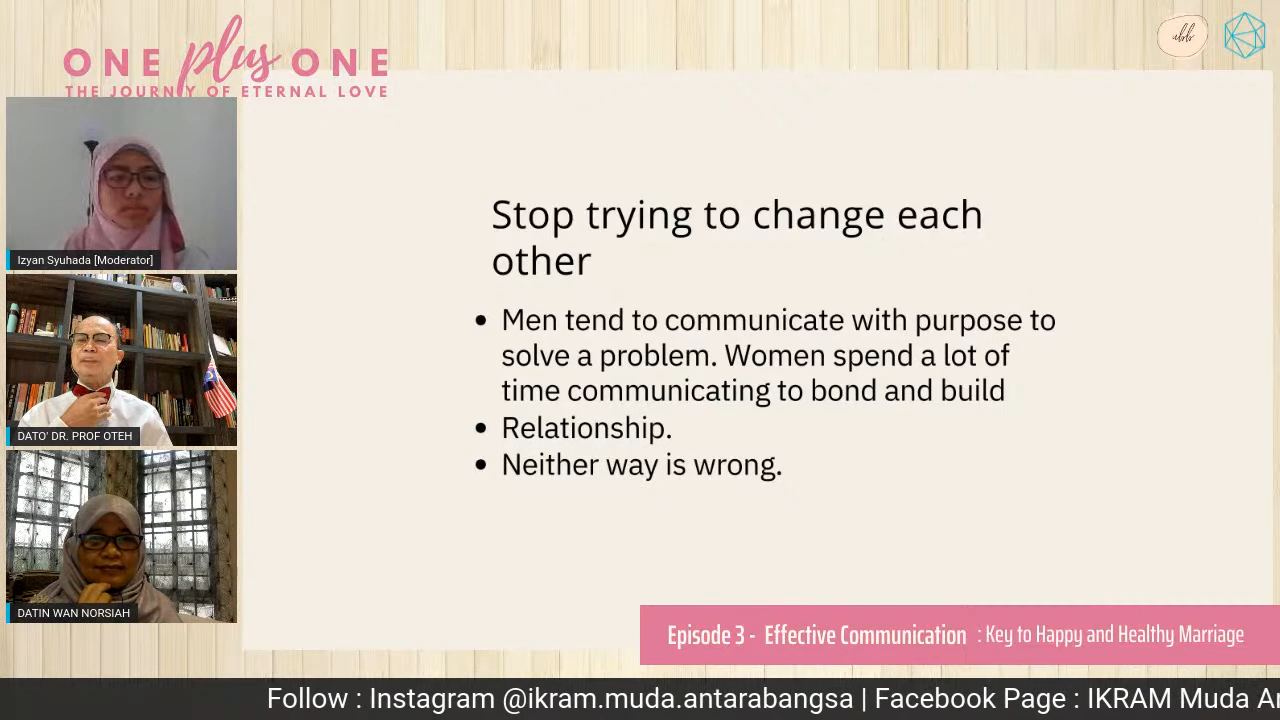 ONE plus ONE
THE JOURNEY OF ETERNAL LOVE
Izyan Syuhada [Moderator]
DATO' DR. PROF OTEH
DATIN WAN NORSIAH
Stop trying to change each
other
• Men tend to communicate with purpose to
solve a problem. Women spend a lot of
time communicating to bond and build
• Relationship.
• Neither way is wrong.
Episode 3 - Effective Communication : Key to Happy and Healthy Marriage
Follow : Instagram @ikram.muda.antarabangsa | Facebook Page : IKRAM Muda